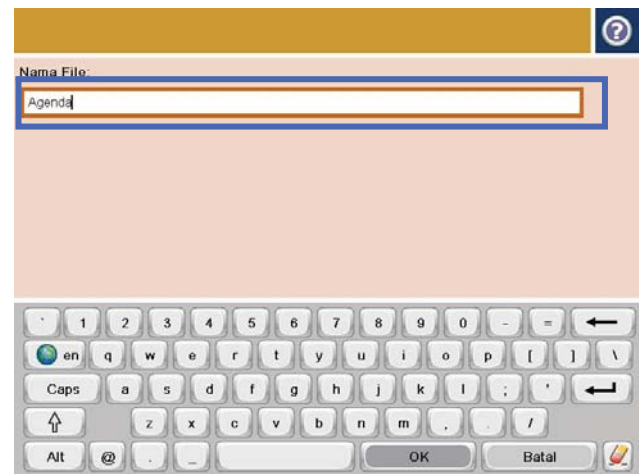 ?
Nama File:
Agenda
` 1 2 3 4 5 6 7 8 9 0 - =
en q w e r t y u i o p [ ] \
Caps a s d f g h j k l ; '
z x c v b n m , . /
Alt @ . _ OK Batal